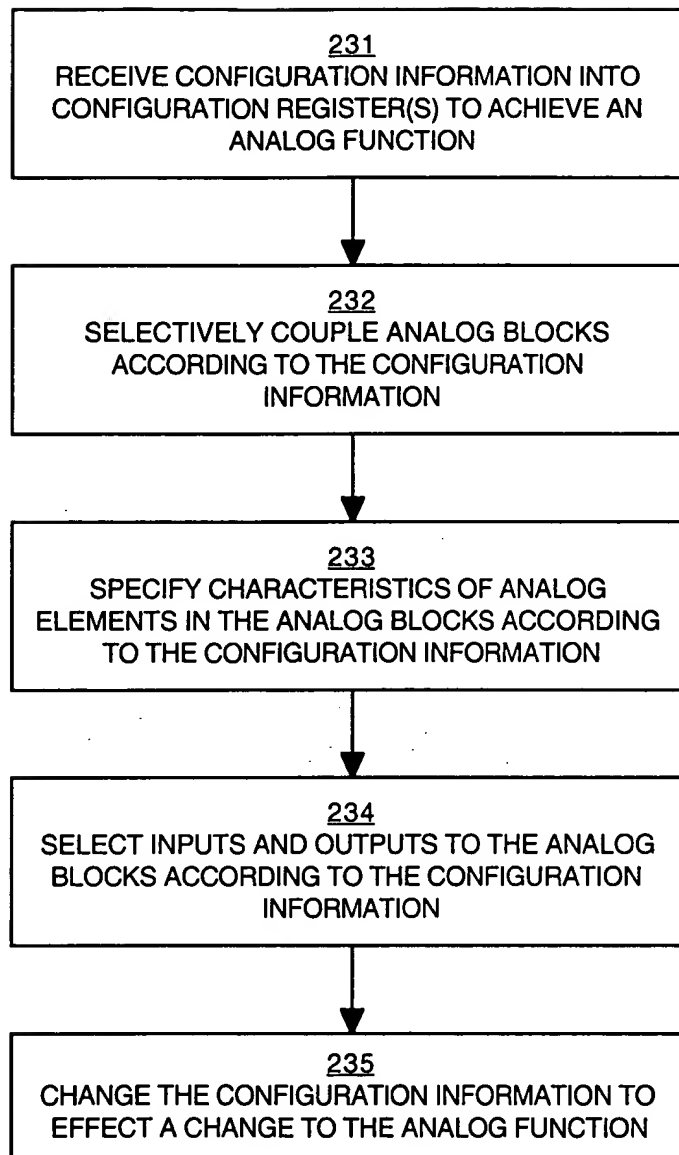 231
RECEIVE CONFIGURATION INFORMATION INTO
CONFIGURATION REGISTER(S) TO ACHIEVE AN
ANALOG FUNCTION
232
SELECTIVELY COUPLE ANALOG BLOCKS
ACCORDING TO THE CONFIGURATION
INFORMATION
233
SPECIFY CHARACTERISTICS OF ANALOG
ELEMENTS IN THE ANALOG BLOCKS ACCORDING
TO THE CONFIGURATION INFORMATION
234
SELECT INPUTS AND OUTPUTS TO THE ANALOG
BLOCKS ACCORDING TO THE CONFIGURATION
INFORMATION
235
CHANGE THE CONFIGURATION INFORMATION TO
EFFECT A CHANGE TO THE ANALOG FUNCTION